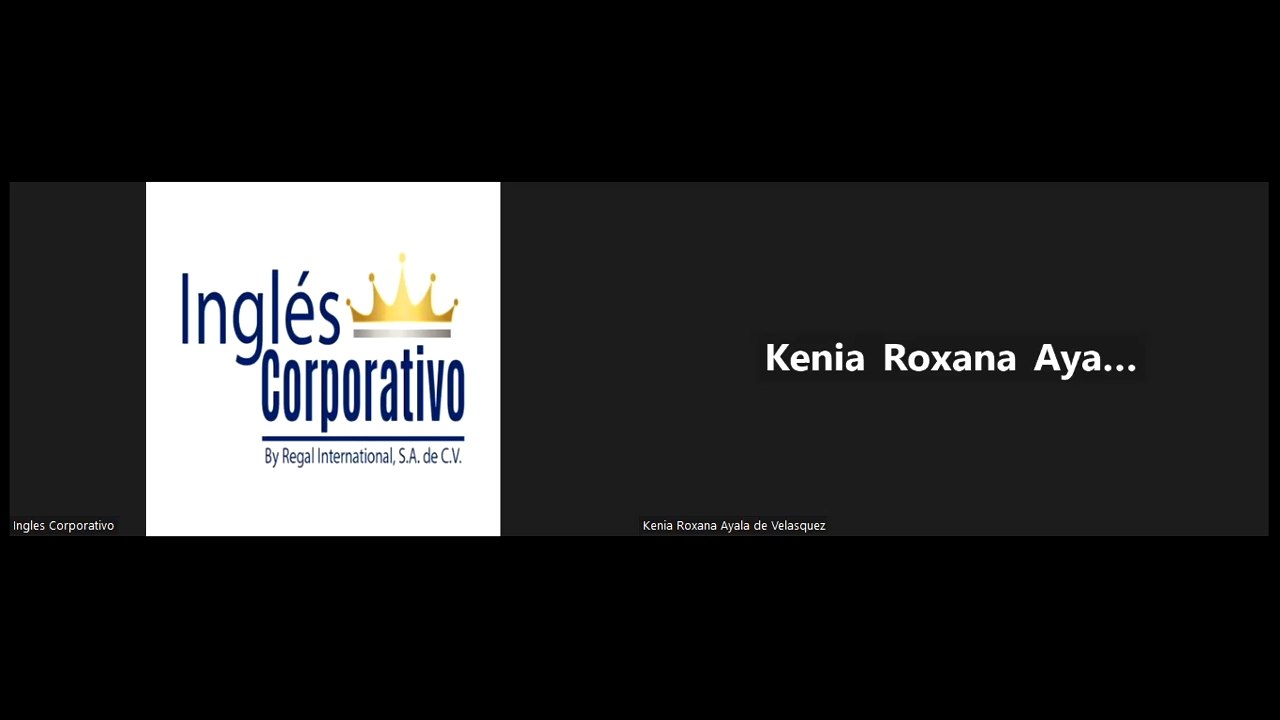 Inglés
Corporativo
By Regal International, S.A. de C.V.
Kenia Roxana Aya...
Ingles Corporativo
Kenia Roxana Ayala de Velasquez